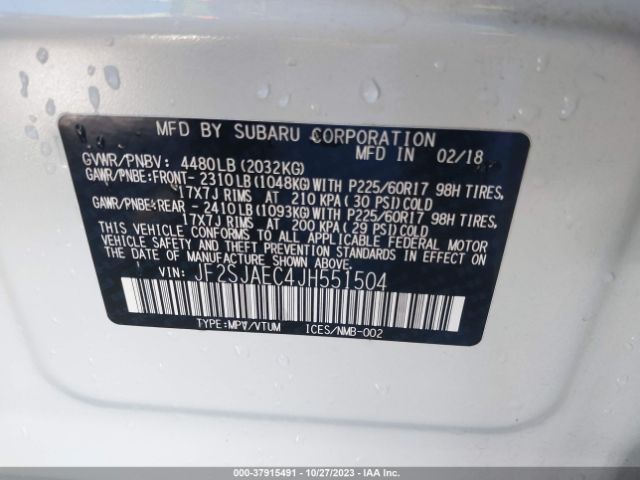 MFD BY SUBARU CORPORATION
MFD IN 02/18
GVWR/PNBV: 4480LB(2032KG)
GAWR/PNBE:FRONT- 2310LB(1048KG)WITH P225/60R17 98H TIRES,
17X7J RIMS AT 210 KPA( 30 PSI)COLD
GAWR/PNBE:REAR - 2410LB(1093KG)WITH P225/60R17 98H TIRES,
17X7J RIMS AT 200 KPA( 29 PSI)COLD
THIS VEHICLE CONFORMS TO ALL APPLICABLE FEDERAL MOTOR
VEHICLE SAFETY AND THEFT PREVENTION STANDARDS IN EFFECT ON
THE DATE OF MANUFACTURE SHOWN ABOVE.
VIN: JF2SJAEC4JH551504
TYPE:MPV/VTUM ICES/NMB-002
000-37915491 - 10/27/2023 - IAA Inc.